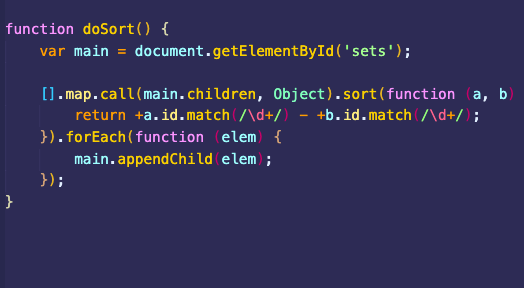 function doSort() {
    var main = document.getElementById('sets');

    [].map.call(main.children, Object).sort(function (a, b)
        return +a.id.match(/\d+/) - +b.id.match(/\d+/);
    }).forEach(function (elem) {
        main.appendChild(elem);
    });
}